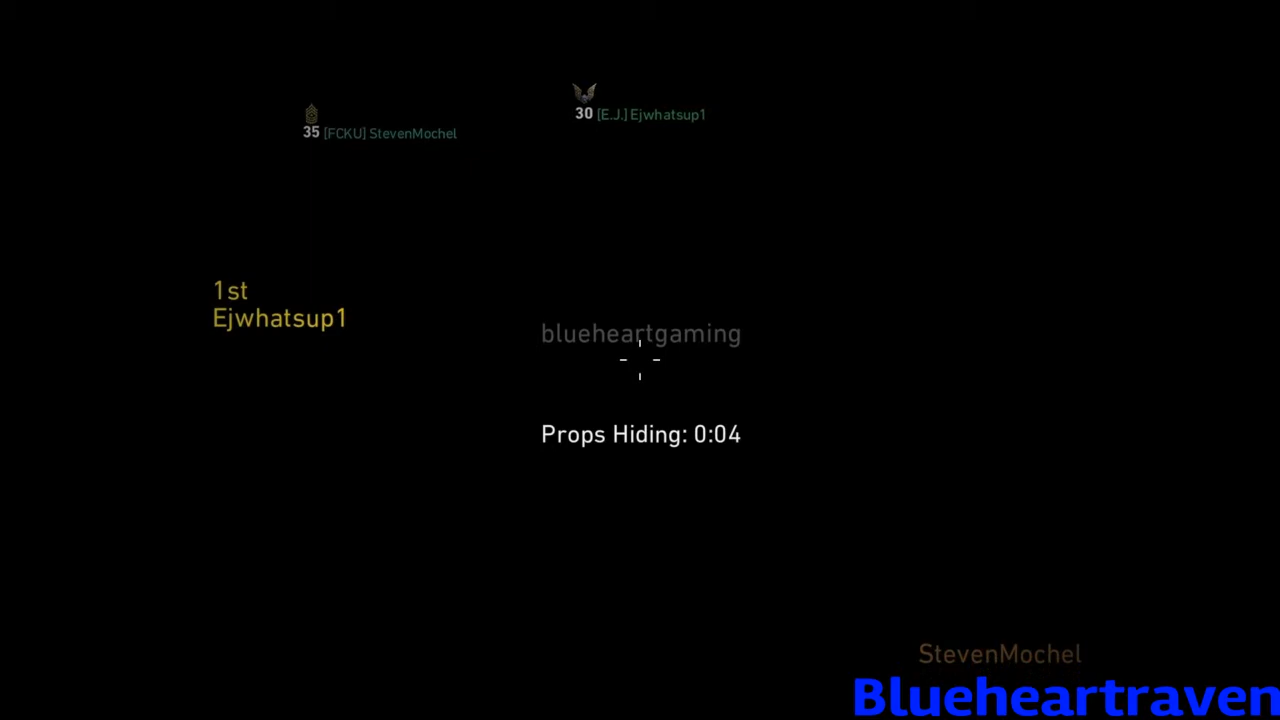 30 [E.J.] Ejwhatsup1
35 [FCKU] StevenMochel
1st
Ejwhatsup1
blueheartgaming
Props Hiding: 0:04
StevenMochel
Blueheartraven